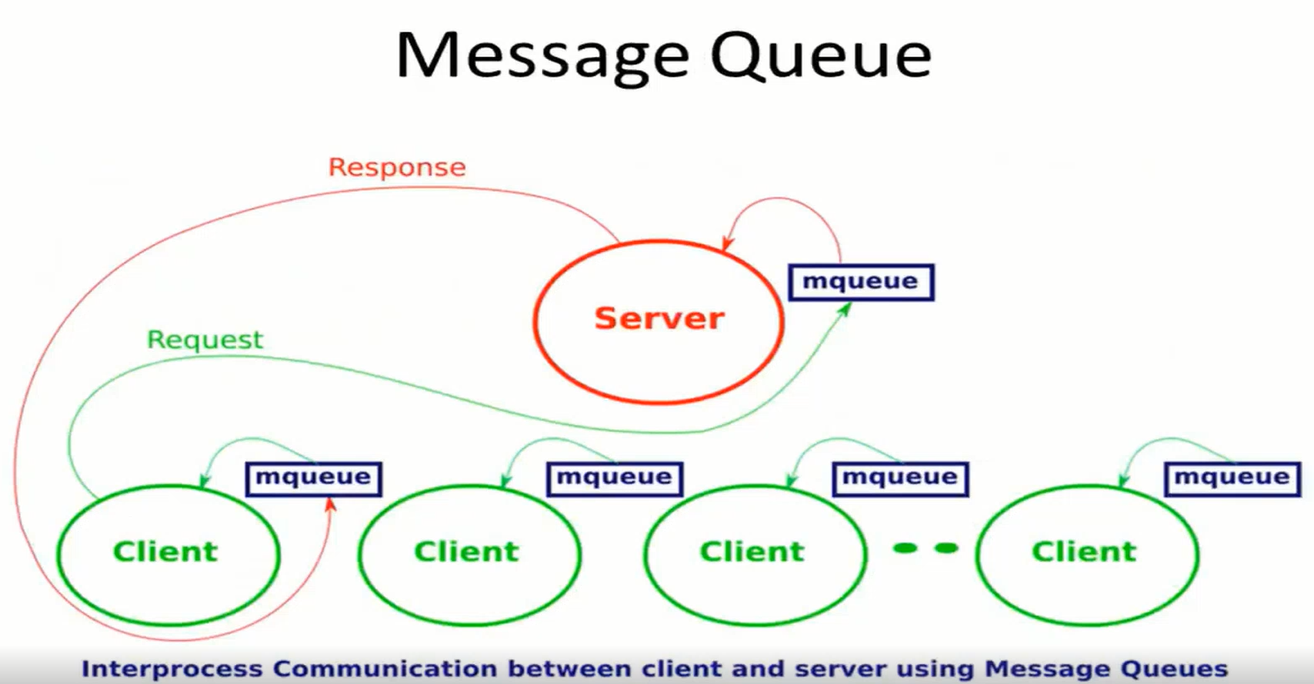 Message Queue
Response
mqueue
Server
Request
mqueue
mqueue
mqueue
mqueue
Client
Client
Client
Client
Interprocess Communication between client and server using Message Queues